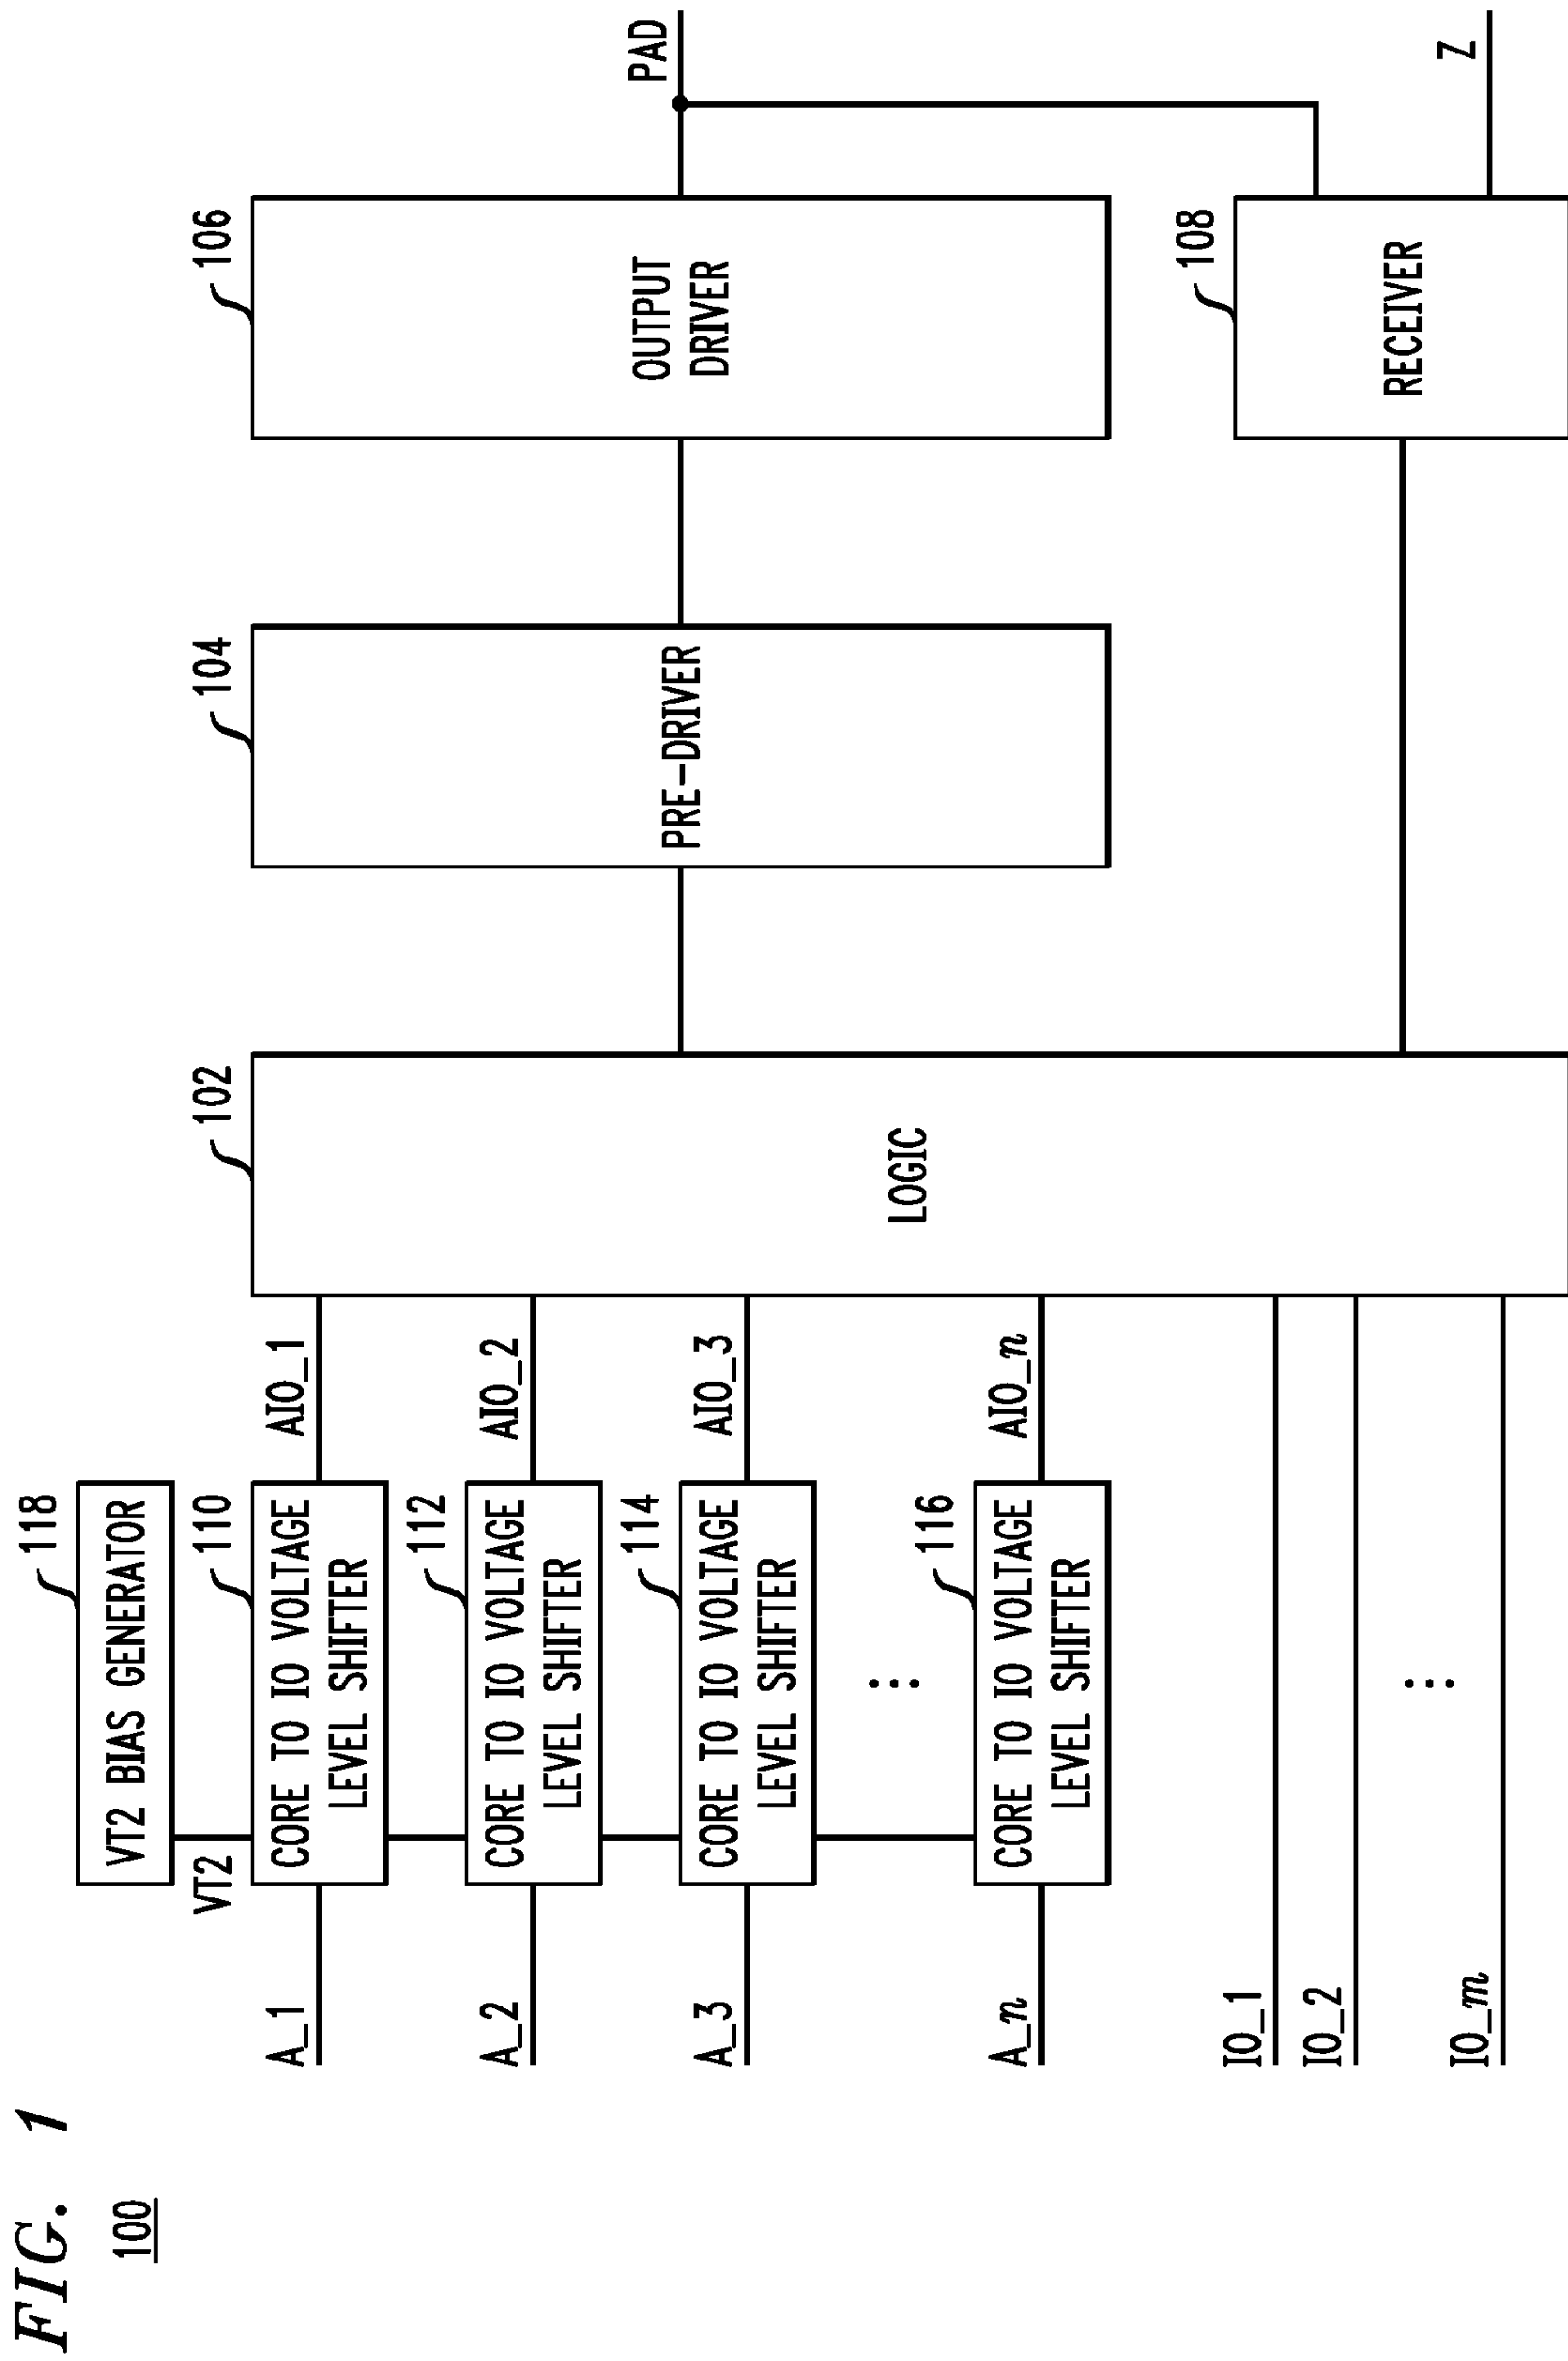 FIG. 1
100
118
VT2 BIAS GENERATOR
VT2
110
A_1
CORE TO IO VOLTAGE
LEVEL SHIFTER
AIO_1
112
A_2
CORE TO IO VOLTAGE
LEVEL SHIFTER
AIO_2
114
A_3
CORE TO IO VOLTAGE
LEVEL SHIFTER
AIO_3
116
A_n
CORE TO IO VOLTAGE
LEVEL SHIFTER
AIO_n
IO_1
IO_2
IO_m
102
LOGIC
104
PRE-DRIVER
106
OUTPUT
DRIVER
PAD
108
RECEIVER
Z